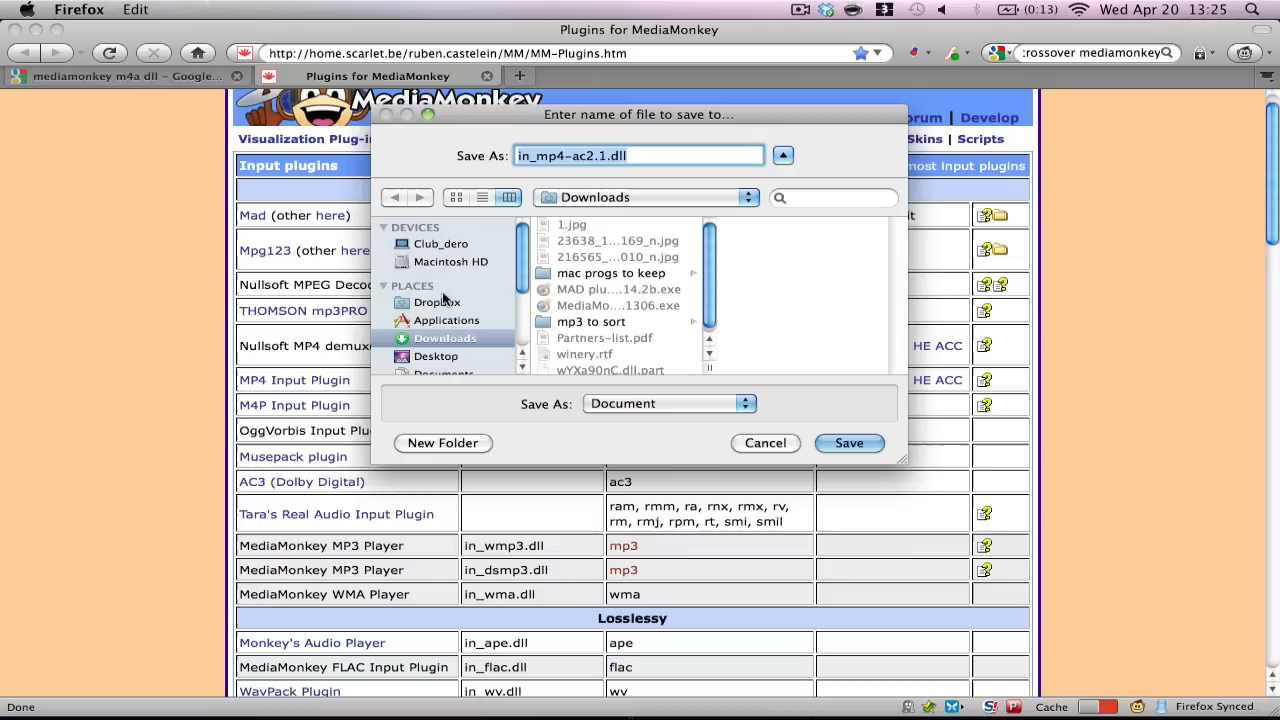 Firefox Edit (0:13) Wed Apr 20 13:25
Plugins for MediaMonkey
http://home.scarlet.be/ruben.castelein/MM/MM-Plugins.htm
:rossover mediamonkey
mediamonkey m4a dll - Google...
Plugins for MediaMonkey
MediaMonkey
orum | Develop
Visualization Plug-i
Skins | Scripts
Enter name of file to save to...
Save As: in_mp4-ac2.1.dll
Downloads
DEVICES
Club_dero
Macintosh HD
PLACES
Dropbox
Applications
Downloads
Desktop
1.jpg
23638_1...169_n.jpg
216565_...010_n.jpg
mac progs to keep
MAD plu....14.2b.exe
MediaMo....1306.exe
mp3 to sort
Partners-list.pdf
winery.rtf
wYXa90nC.dll.part
Save As: Document
New Folder
Cancel
Save
Input plugins
most input plugins
Mad (other here)
it
Mpg123 (other here
Nullsoft MPEG Deco
THOMSON mp3PRO
Nullsoft MP4 demux
HE ACC
MP4 Input Plugin
HE ACC
M4P Input Plugin
OggVorbis Input Plu
Musepack plugin
AC3 (Dolby Digital) ac3
Tara's Real Audio Input Plugin
ram, rmm, ra, rnx, rmx, rv,
rm, rmj, rpm, rt, smi, smil
MediaMonkey MP3 Player in_wmp3.dll mp3
MediaMonkey MP3 Player in_dsmp3.dll mp3
MediaMonkey WMA Player in_wma.dll wma
Losslessy
Monkey's Audio Player in_ape.dll ape
MediaMonkey FLAC Input Plugin in_flac.dll flac
WavPack Plugin in_wv.dll wv
Done
Cache
Firefox Synced